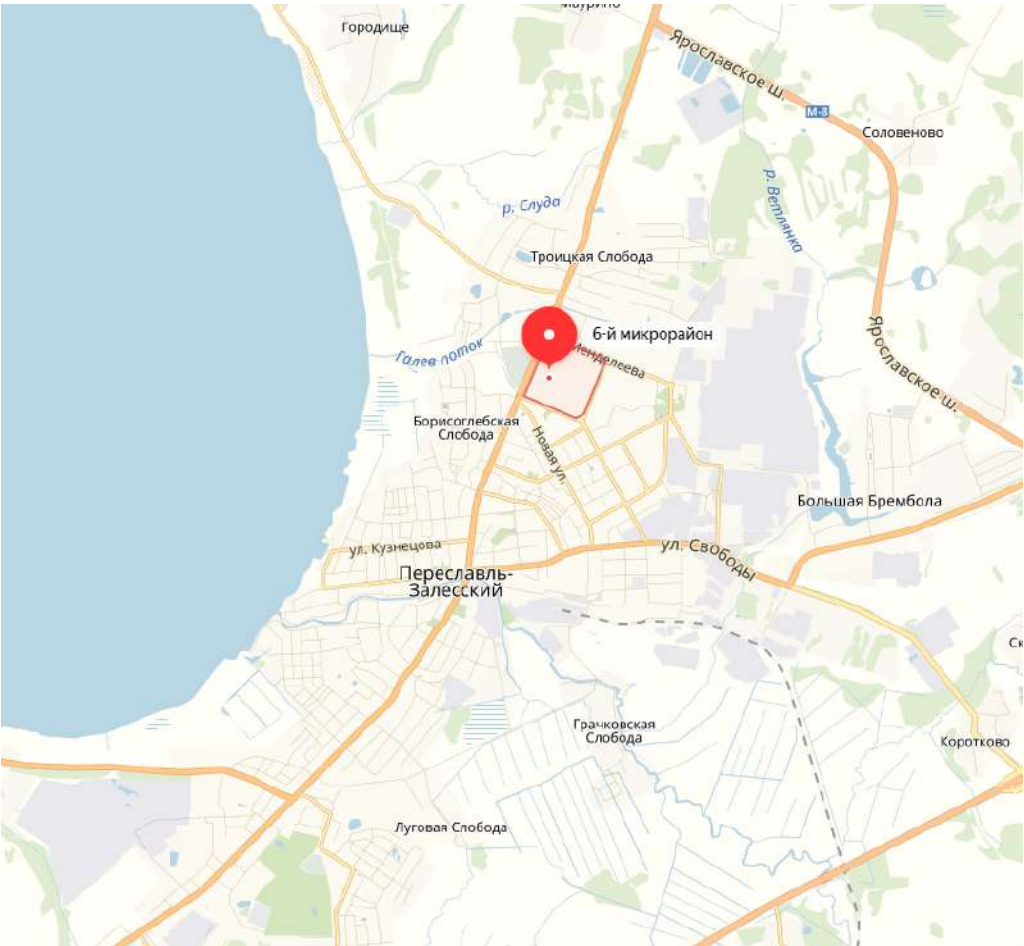 Городище
Ярославское ш.
М-8
Соловеново
р. Слуда
р. Ветлянка
Троицкая Слобода
6-й микрорайон
Менделеева
Галев поток
Ярославское ш.
Борисоглебская
Слобода
Новая ул.
Большая Брембола
ул. Кузнецова
ул. Свободы
Переславль-
Залесский
Грачковская
Слобода
Коротково
Луговая Слобода